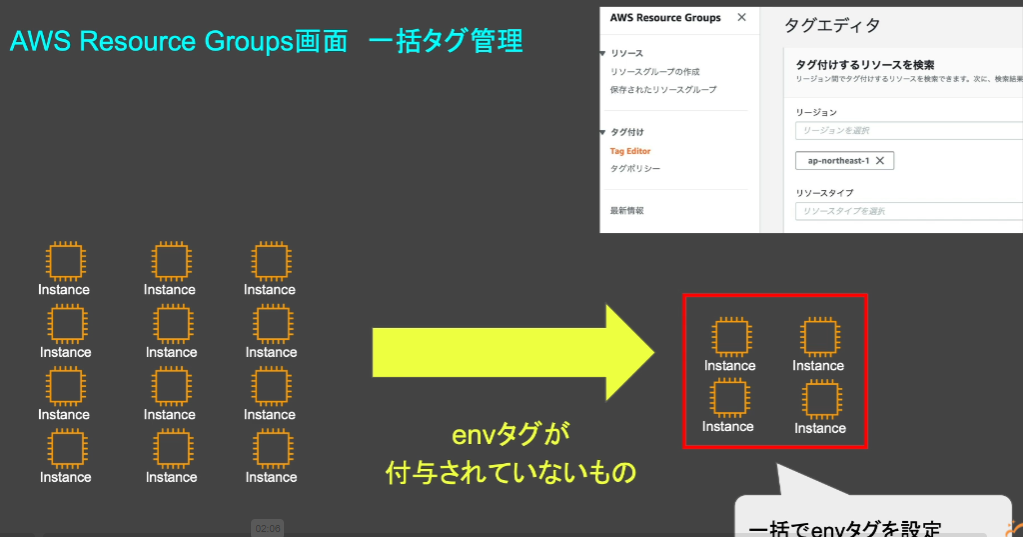 AWS Resource Groups画面 一括タグ管理
AWS Resource Groups ×
リソース
リソースグループの作成
保存されたリソースグループ
タグ付け
Tag Editor
タグポリシー
最新情報
タグエディタ
タグ付けするリソースを検索
リージョン間でタグ付けするリソースを検索できます。次に、検索結果
リージョン
リージョンを選択
ap-northeast-1 ×
リソースタイプ
リソースタイプを選択
Instance Instance Instance
Instance Instance Instance
Instance Instance Instance
Instance Instance Instance
envタグが
付与されていないもの
Instance Instance
Instance Instance
一括でenvタグを設定
02:06